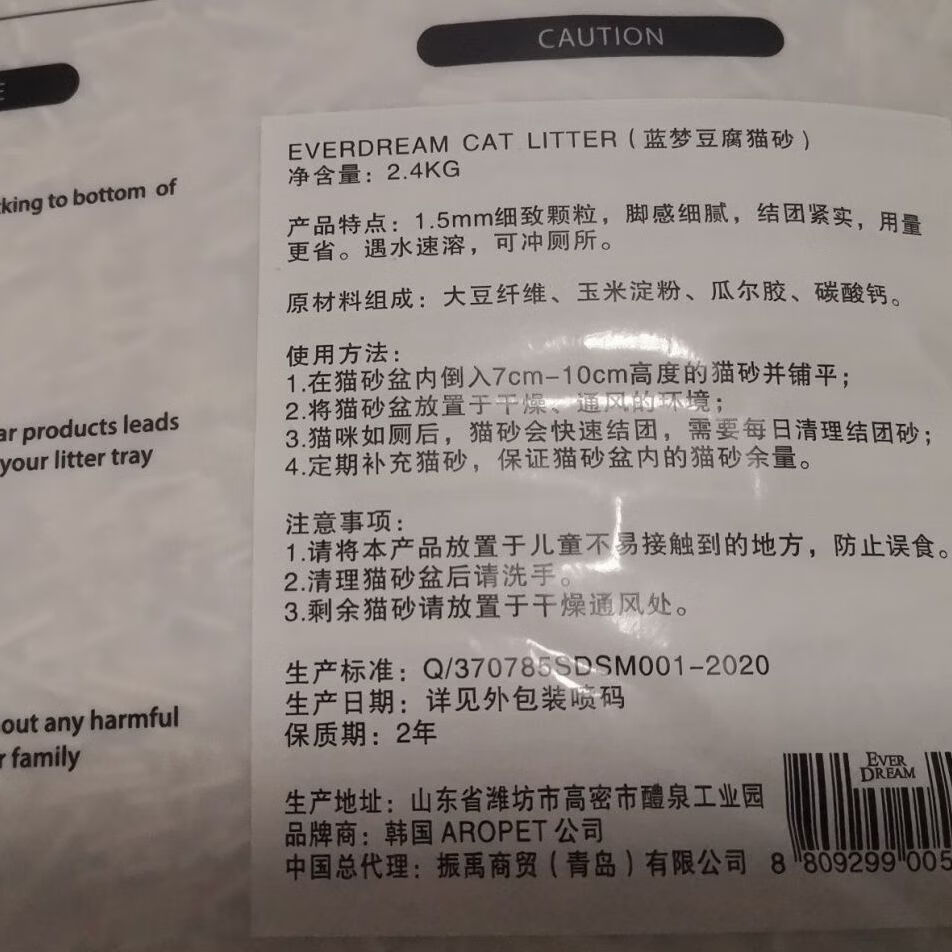 CAUTION
E
king to bottom of
ar products leads
your litter tray
out any harmful
r family
EVERDREAM CAT LITTER（蓝梦豆腐猫砂）
净含量：2.4KG
产品特点：1.5mm细致颗粒，脚感细腻，结团紧实，用量
更省。遇水速溶，可冲厕所。
原材料组成：大豆纤维、玉米淀粉、瓜尔胶、碳酸钙。
使用方法：
1.在猫砂盆内倒入7cm-10cm高度的猫砂并铺平；
2.将猫砂盆放置于干燥、通风的环境；
3.猫咪如厕后，猫砂会快速结团，需要每日清理结团砂；
4.定期补充猫砂，保证猫砂盆内的猫砂余量。
注意事项：
1.请将本产品放置于儿童不易接触到的地方，防止误食。
2.清理猫砂盆后请洗手。
3.剩余猫砂请放置于干燥通风处。
生产标准：Q/370785SDSM001-2020
生产日期：详见外包装喷码
保质期：2年
生产地址：山东省潍坊市高密市醴泉工业园
品牌商：韩国 AROPET 公司
中国总代理：振禹商贸（青岛）有限公司
EVER
DREAM
8 809299 005